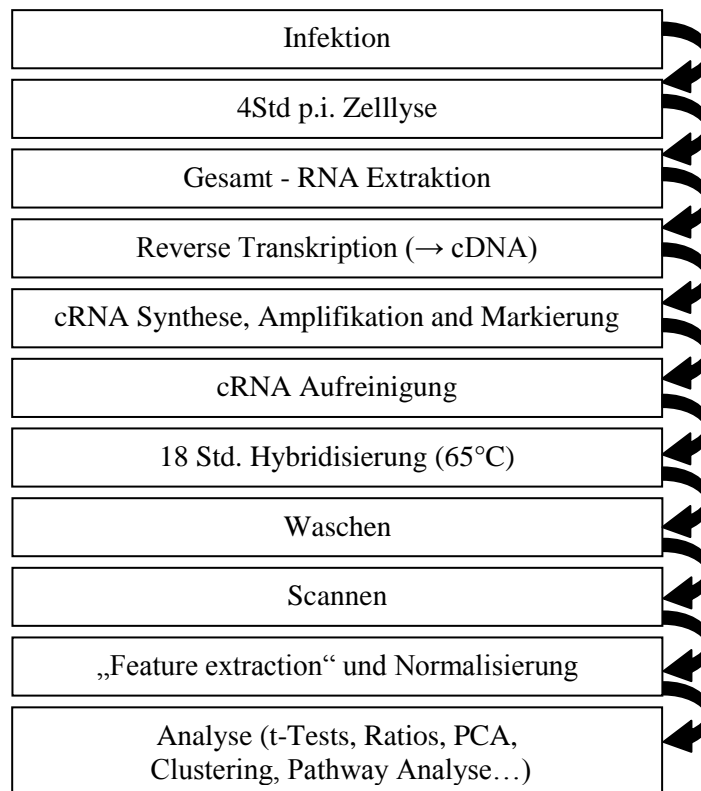 Infektion
4Std p.i. Zelllyse
Gesamt - RNA Extraktion
Reverse Transkription (→ cDNA)
cRNA Synthese, Amplifikation and Markierung
cRNA Aufreinigung
18 Std. Hybridisierung (65°C)
Waschen
Scannen
„Feature extraction“ und Normalisierung
Analyse (t-Tests, Ratios, PCA,
Clustering, Pathway Analyse…)